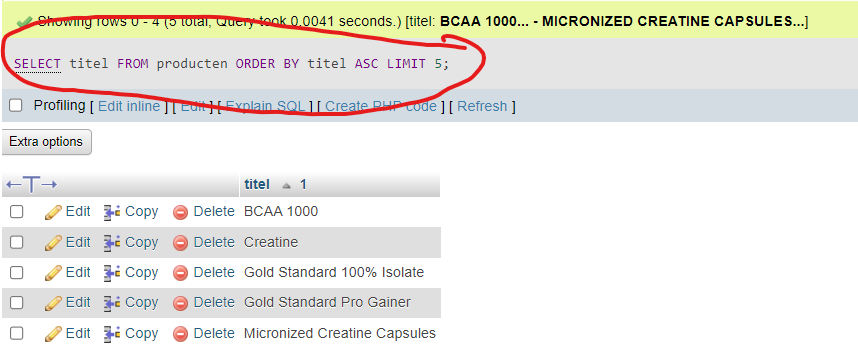 Showing rows 0 - 4 (5 total, Query took 0.0041 seconds.) [titel: BCAA 1000... - MICRONIZED CREATINE CAPSULES...]
SELECT titel FROM producten ORDER BY titel ASC LIMIT 5;
Profiling [ Edit inline ] [ Edit ] [ Explain SQL ] [ Create PHP code ] [ Refresh ]
Extra options
titel 1
Edit Copy Delete BCAA 1000
Edit Copy Delete Creatine
Edit Copy Delete Gold Standard 100% Isolate
Edit Copy Delete Gold Standard Pro Gainer
Edit Copy Delete Micronized Creatine Capsules